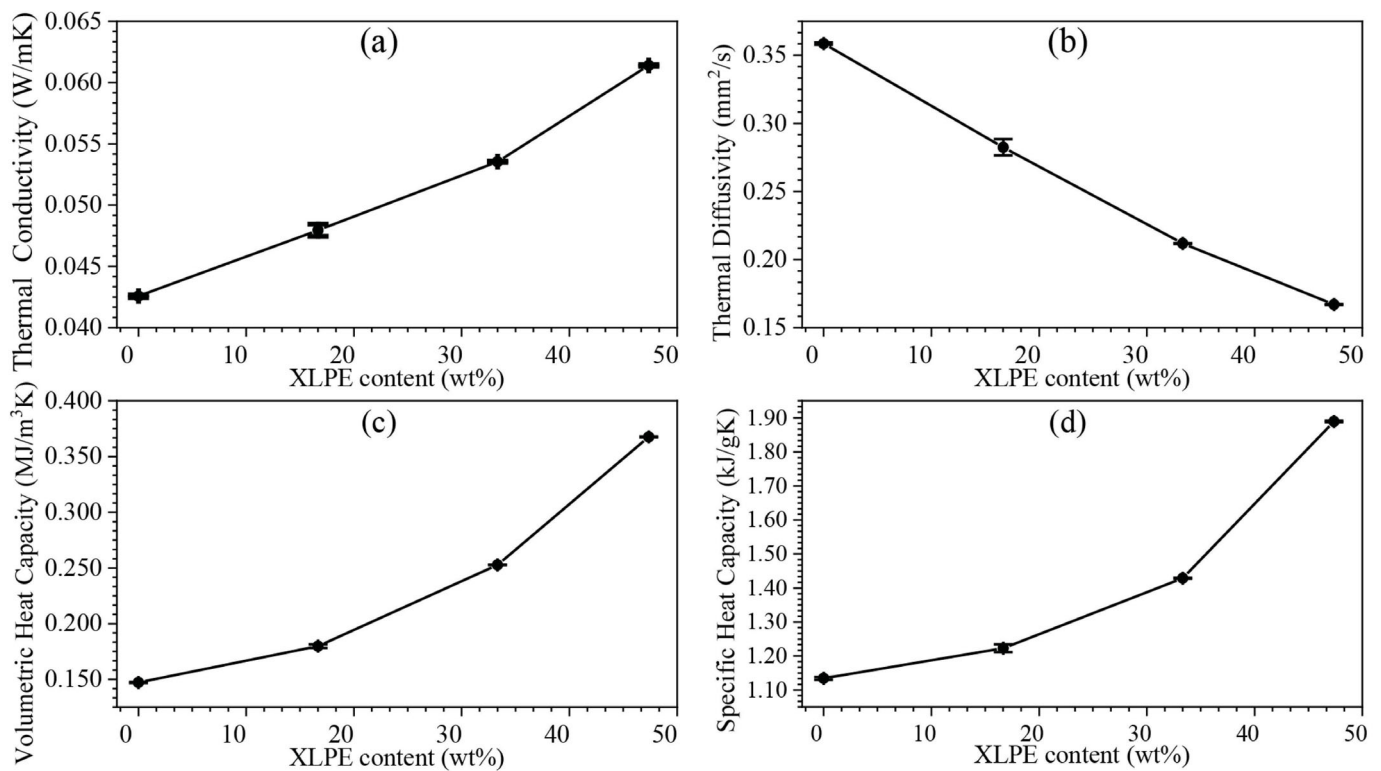 (a)
Thermal Conductivity (W/mK)
0.065
0.060
0.055
0.050
0.045
0.040
0 10 20 30 40 50
XLPE content (wt%)
(b)
Thermal Diffusivity (mm²/s)
0.35
0.30
0.25
0.20
0.15
0 10 20 30 40 50
XLPE content (wt%)
(c)
Volumetric Heat Capacity (MJ/m³K)
0.400
0.350
0.300
0.250
0.200
0.150
0 10 20 30 40 50
XLPE content (wt%)
(d)
Specific Heat Capacity (kJ/gK)
1.90
1.80
1.70
1.60
1.50
1.40
1.30
1.20
1.10
0 10 20 30 40 50
XLPE content (wt%)